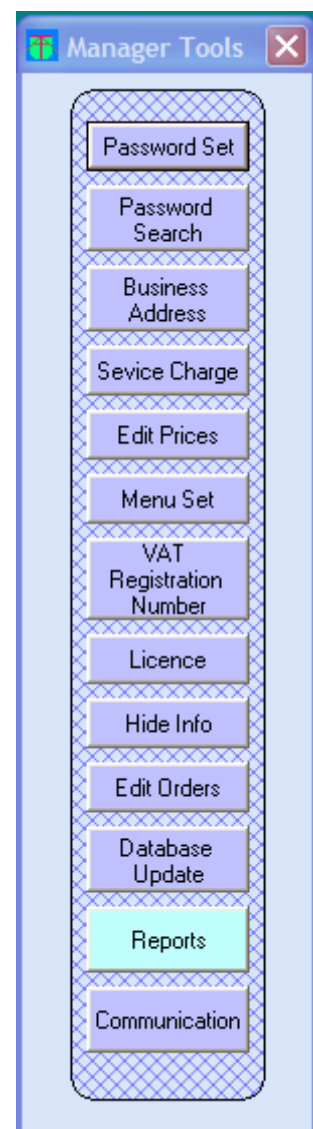 Manager Tools
Password Set
Password
Search
Business
Address
Sevice Charge
Edit Prices
Menu Set
VAT
Registration
Number
Licence
Hide Info
Edit Orders
Database
Update
Reports
Communication